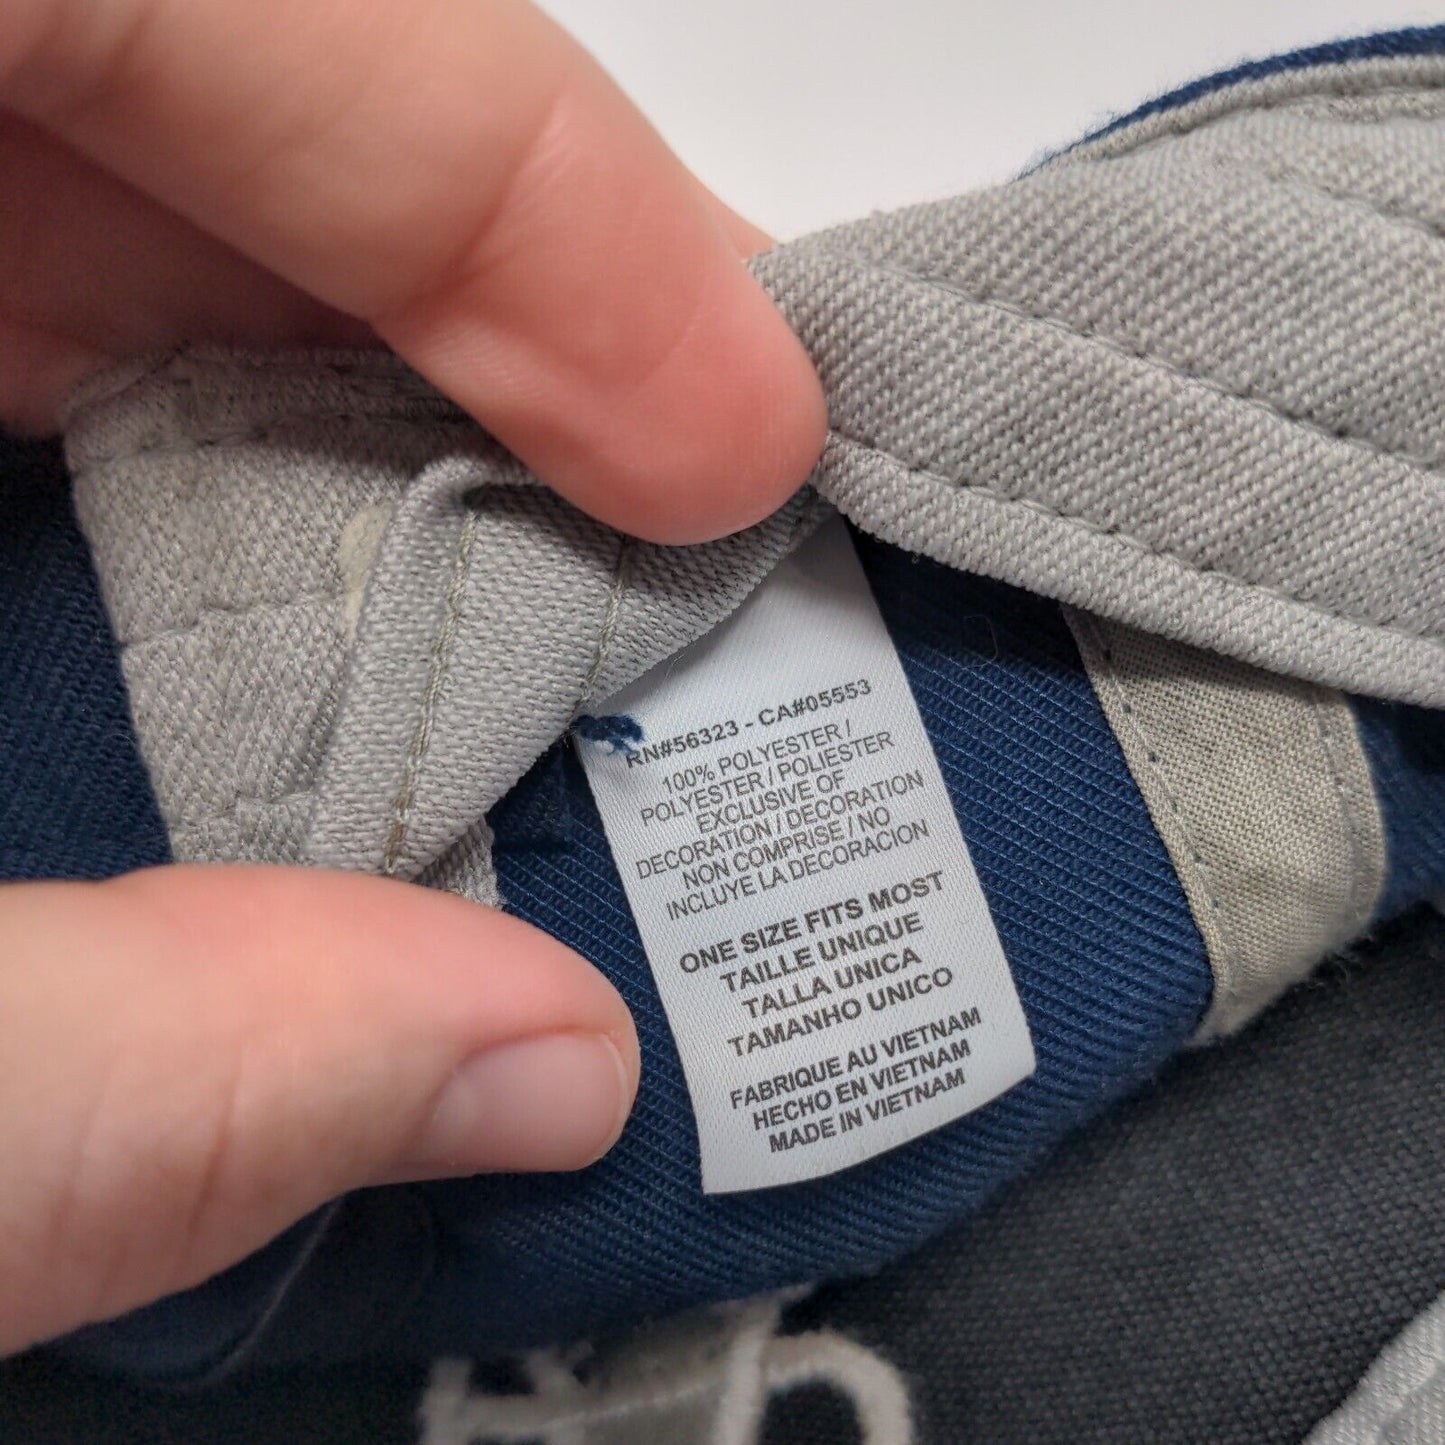 RN#56323 - CA#05553
100% POLYESTER /
POLYESTER / POLIESTER
EXCLUSIVE OF
DECORATION / DECORATION
NON COMPRISE / NO
INCLUYE LA DECORACION
ONE SIZE FITS MOST
TAILLE UNIQUE
TALLA UNICA
TAMANHO UNICO
FABRIQUE AU VIETNAM
HECHO EN VIETNAM
MADE IN VIETNAM